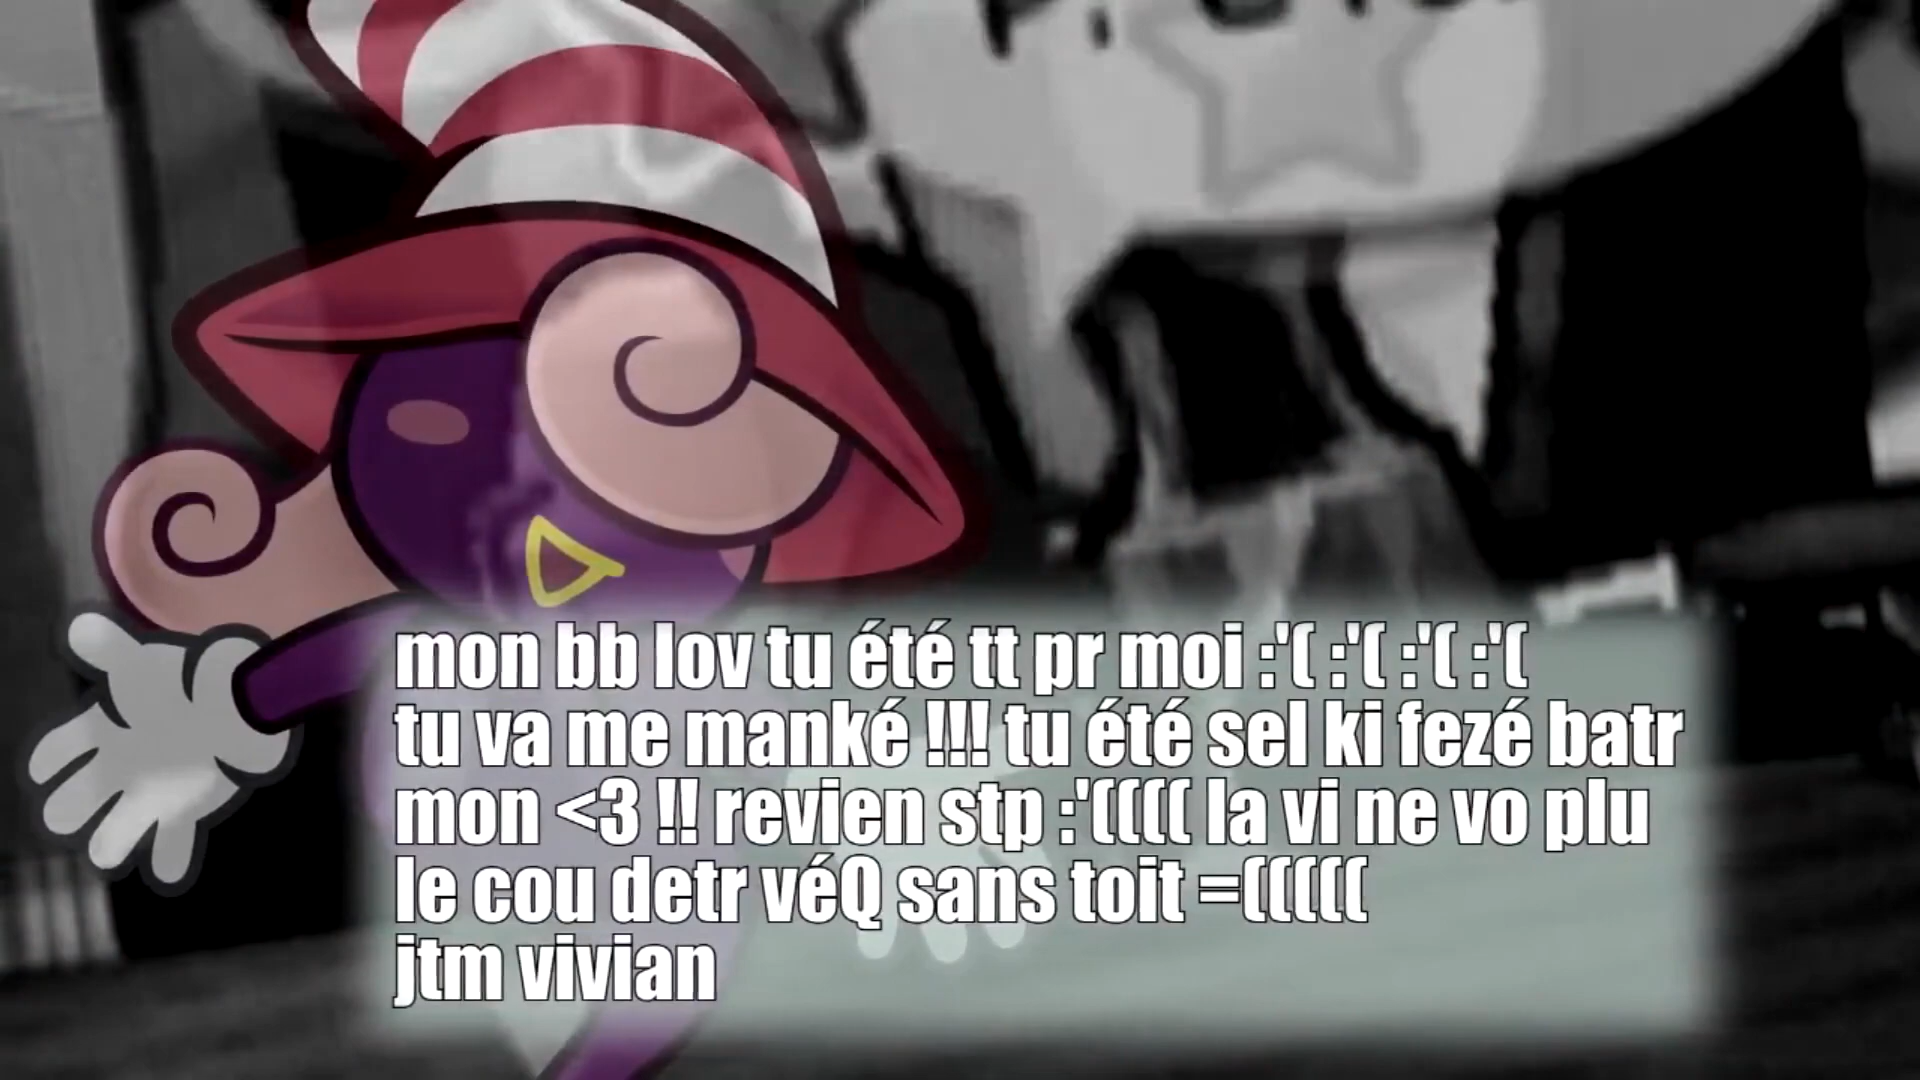 mon bb lov tu été tt pr moi :'( :'( :'( :'(
tu va me manké !!! tu été sel ki fezé batr
mon <3 !! revien stp :'(((( la vi ne vo plu
le cou detr véQ sans toit =(((((
jtm vivian